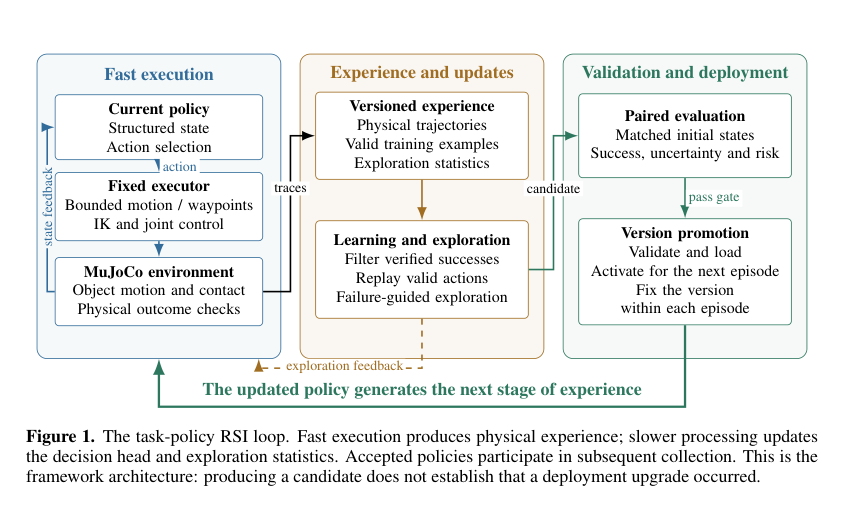 Fast execution
Current policy
Structured state
Action selection
action
Fixed executor
Bounded motion / waypoints
IK and joint control
MuJoCo environment
Object motion and contact
Physical outcome checks
state feedback
traces
Experience and updates
Versioned experience
Physical trajectories
Valid training examples
Exploration statistics
Learning and exploration
Filter verified successes
Replay valid actions
Failure-guided exploration
exploration feedback
candidate
Validation and deployment
Paired evaluation
Matched initial states
Success, uncertainty and risk
pass gate
Version promotion
Validate and load
Activate for the next episode
Fix the version
within each episode
The updated policy generates the next stage of experience
Figure 1. The task-policy RSI loop. Fast execution produces physical experience; slower processing updates
the decision head and exploration statistics. Accepted policies participate in subsequent collection. This is the
framework architecture: producing a candidate does not establish that a deployment upgrade occurred.